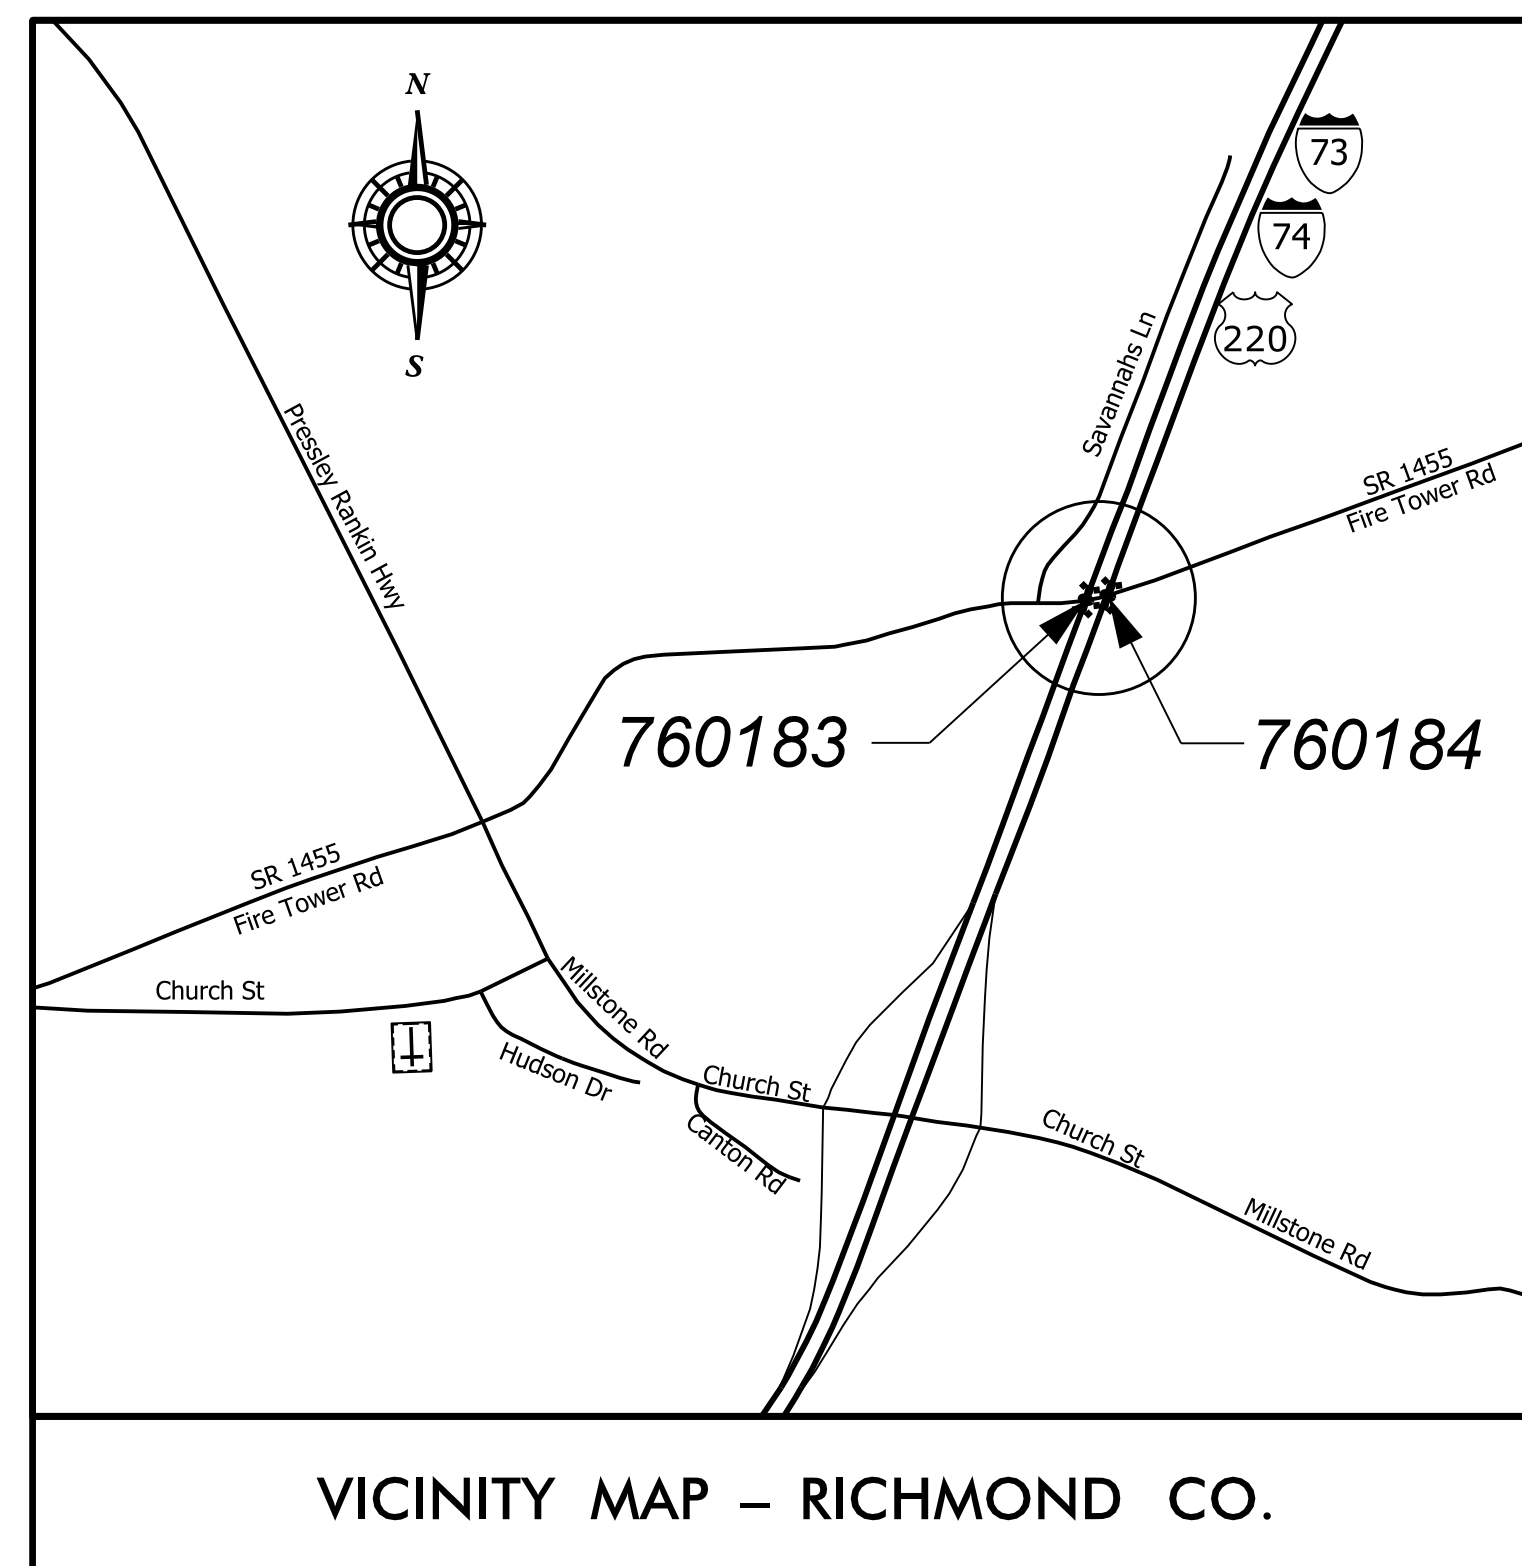 N
73
74
220
S
Savannahs Ln
Pressley Rankin Hwy
SR 1455
Fire Tower Rd
760183
760184
SR 1455
Fire Tower Rd
Church St
Millstone Rd
Hudson Dr
Church St
Canton Rd
Church St
Millstone Rd
VICINITY MAP – RICHMOND CO.